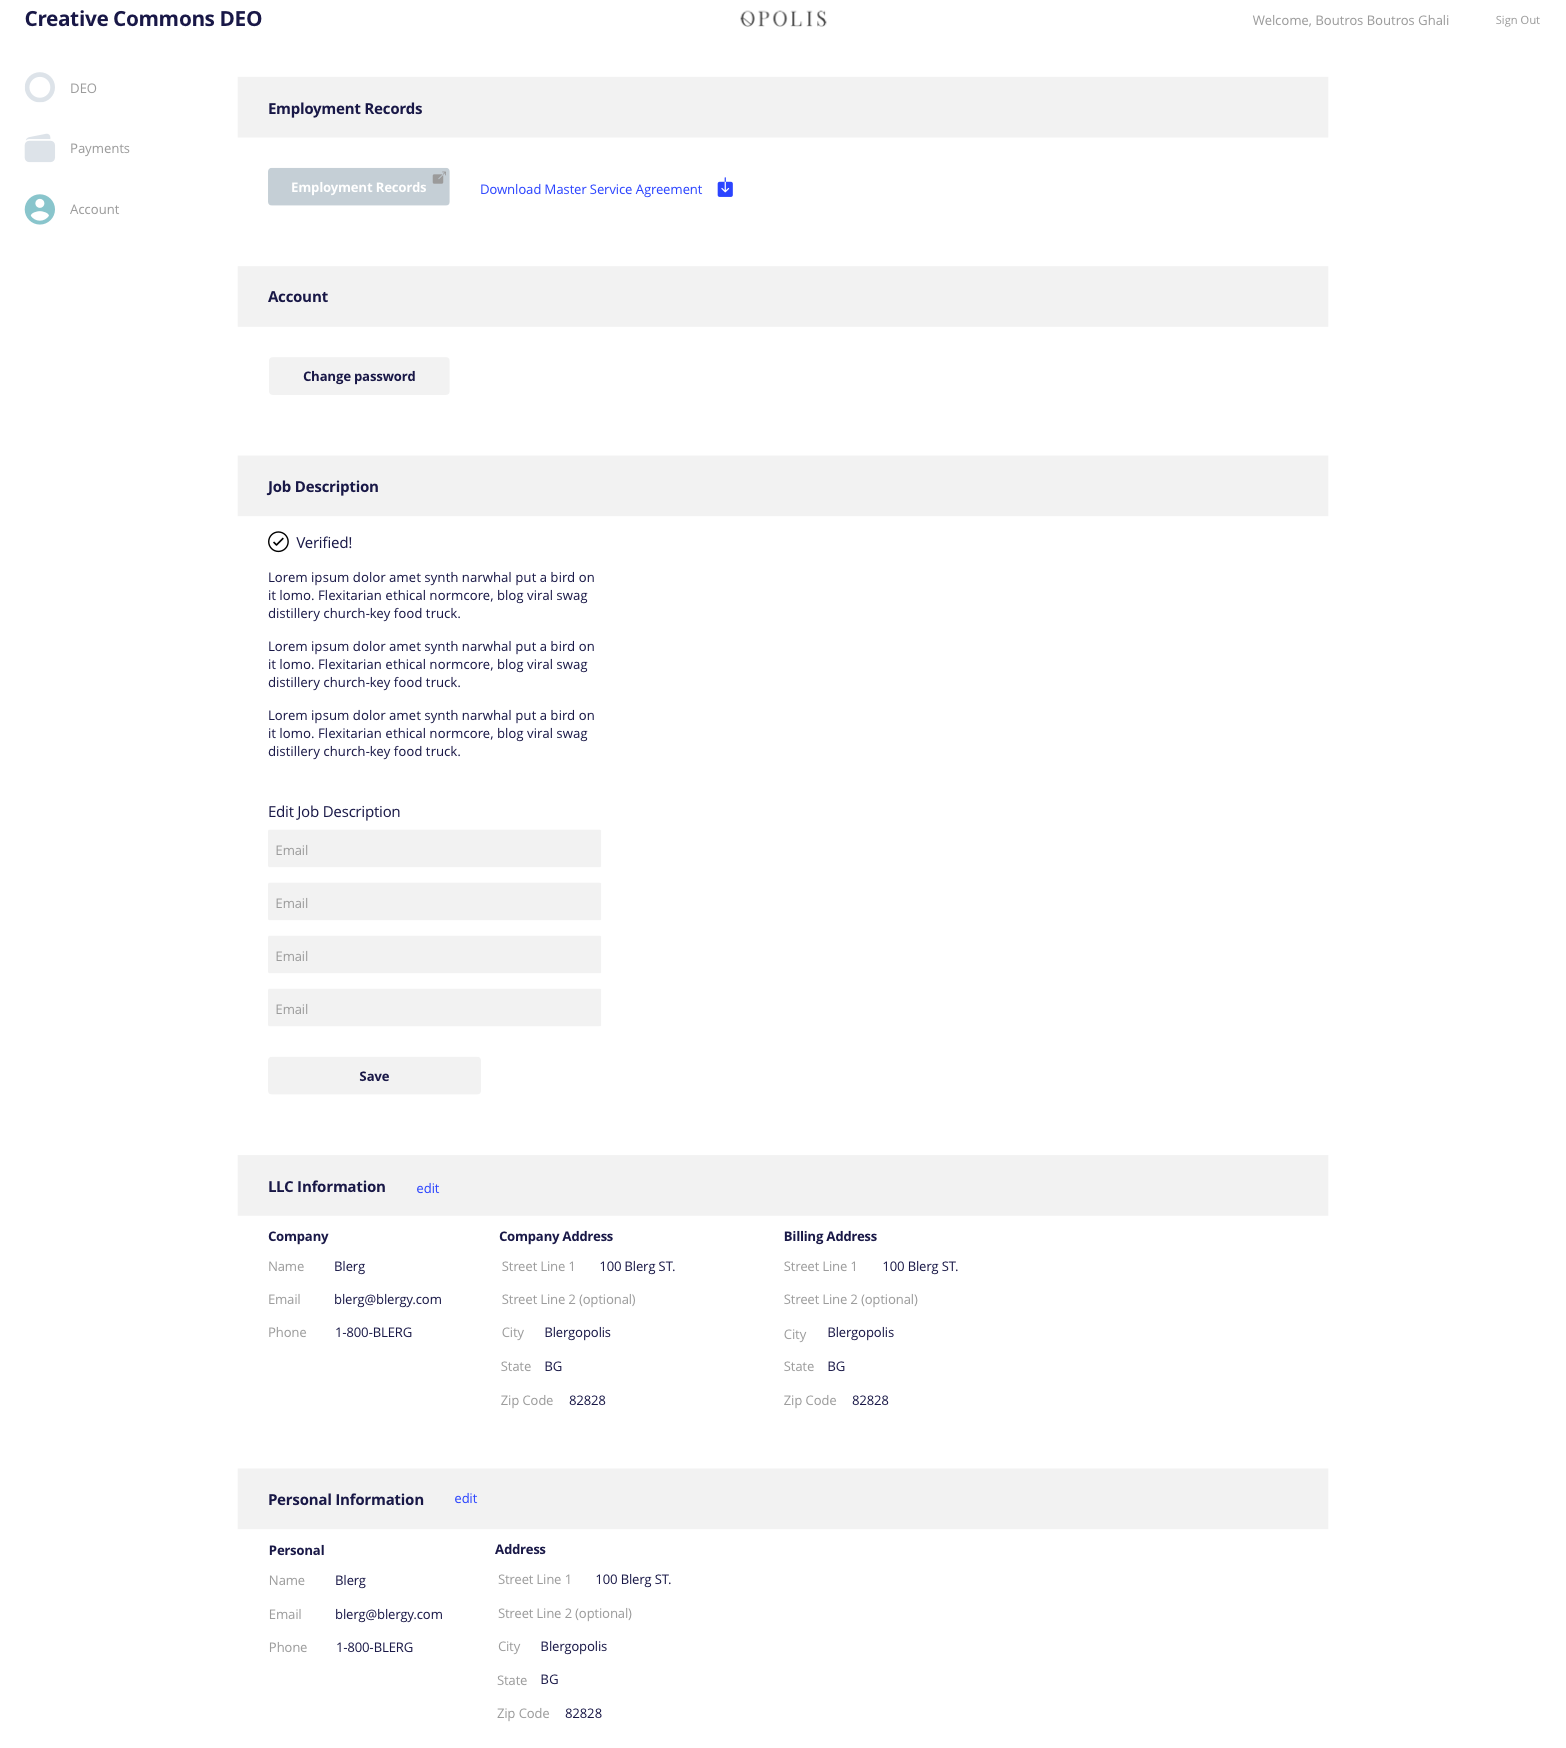 Creative Commons DEO
OPOLIS
Welcome, Boutros Boutros Ghali
Sign Out
DEO
Payments
Account
Employment Records
Employment Records
Download Master Service Agreement
Account
Change password
Job Description
Verified!
Lorem ipsum dolor amet synth narwhal put a bird on
it lomo. Flexitarian ethical normcore, blog viral swag
distillery church-key food truck.
Lorem ipsum dolor amet synth narwhal put a bird on
it lomo. Flexitarian ethical normcore, blog viral swag
distillery church-key food truck.
Lorem ipsum dolor amet synth narwhal put a bird on
it lomo. Flexitarian ethical normcore, blog viral swag
distillery church-key food truck.
Edit Job Description
Email
Email
Email
Email
Save
LLC Information
edit
Company
Name Blerg
Email blerg@blergy.com
Phone 1-800-BLERG
Company Address
Street Line 1 100 Blerg ST.
Street Line 2 (optional)
City Blergopolis
State BG
Zip Code 82828
Billing Address
Street Line 1 100 Blerg ST.
Street Line 2 (optional)
City Blergopolis
State BG
Zip Code 82828
Personal Information
edit
Personal
Name Blerg
Email blerg@blergy.com
Phone 1-800-BLERG
Address
Street Line 1 100 Blerg ST.
Street Line 2 (optional)
City Blergopolis
State BG
Zip Code 82828